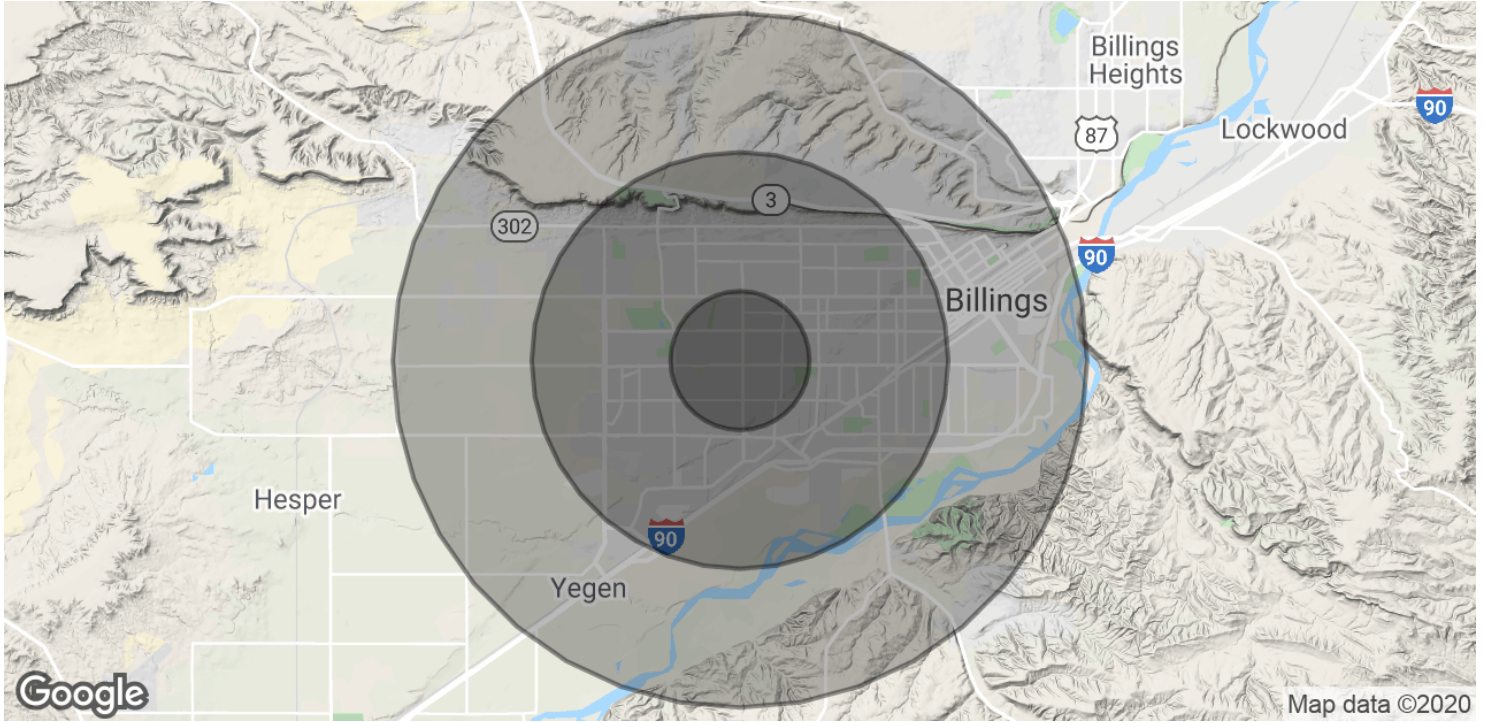 Billings
Heights
90
87
Lockwood
3
302
90
Billings
Hesper
90
Yegen
Google
Map data ©2020